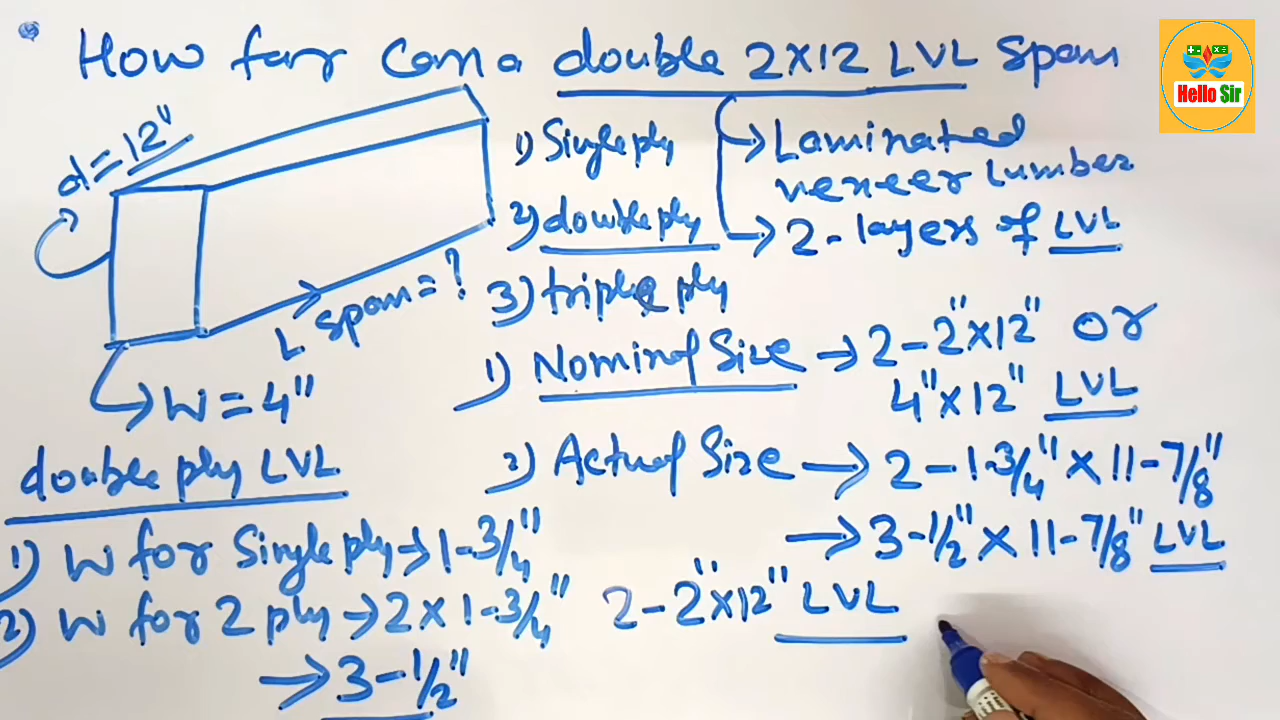 How far can a double 2X12 LVL span
Hello Sir
d = 12"
L span = ?
W = 4"
1) Single ply
2) double ply
3) triple ply
→ Laminated
veneer Lumber
→ 2 - layers of LVL
1) Nominal Size → 2 - 2" X 12" or
4" X 12" LVL
2) Actual Size → 2 - 1-3/4" X 11-7/8"
→ 3-1/2" X 11-7/8" LVL
double ply LVL
1) W for Single ply → 1-3/4"
2) W for 2 ply → 2 X 1-3/4"
→ 3-1/2"
2 - 2" X 12" LVL